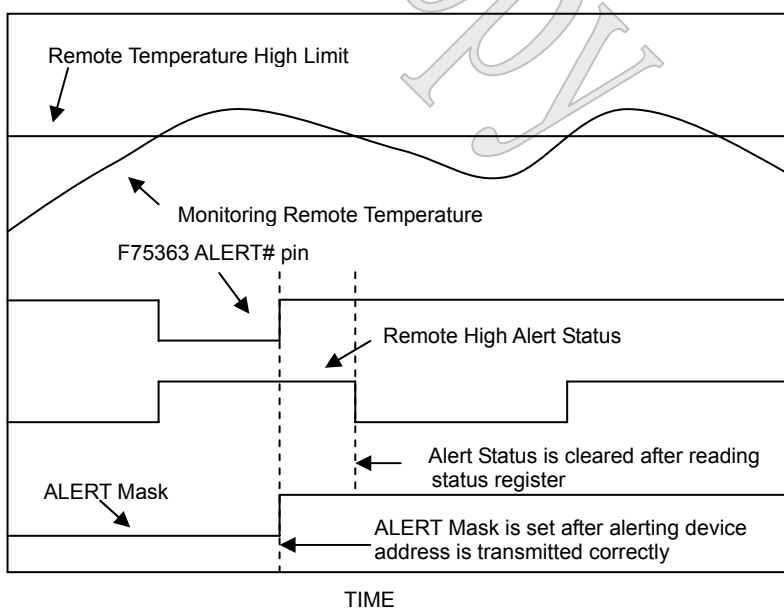 opy
Remote Temperature High Limit
Monitoring Remote Temperature
F75363 ALERT# pin
Remote High Alert Status
Alert Status is cleared after reading
status register
ALERT Mask
ALERT Mask is set after alerting device
address is transmitted correctly
TIME